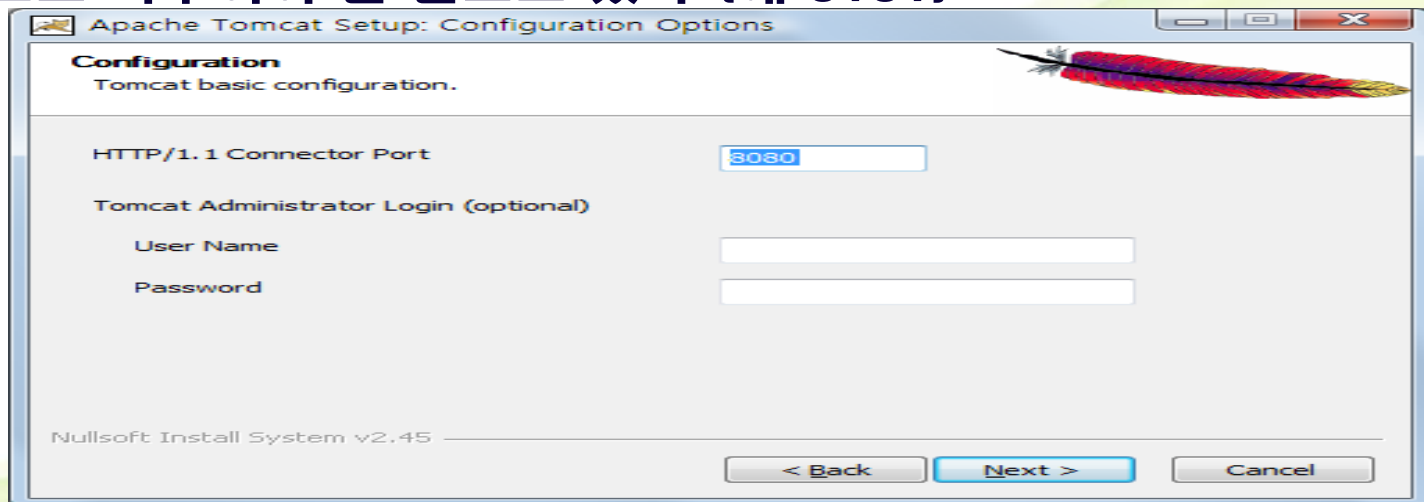 Apache Tomcat Setup: Configuration Options
Configuration
Tomcat basic configuration.
HTTP/1.1 Connector Port
8080
Tomcat Administrator Login (optional)
User Name
Password
Nullsoft Install System v2.45
< Back
Next >
Cancel